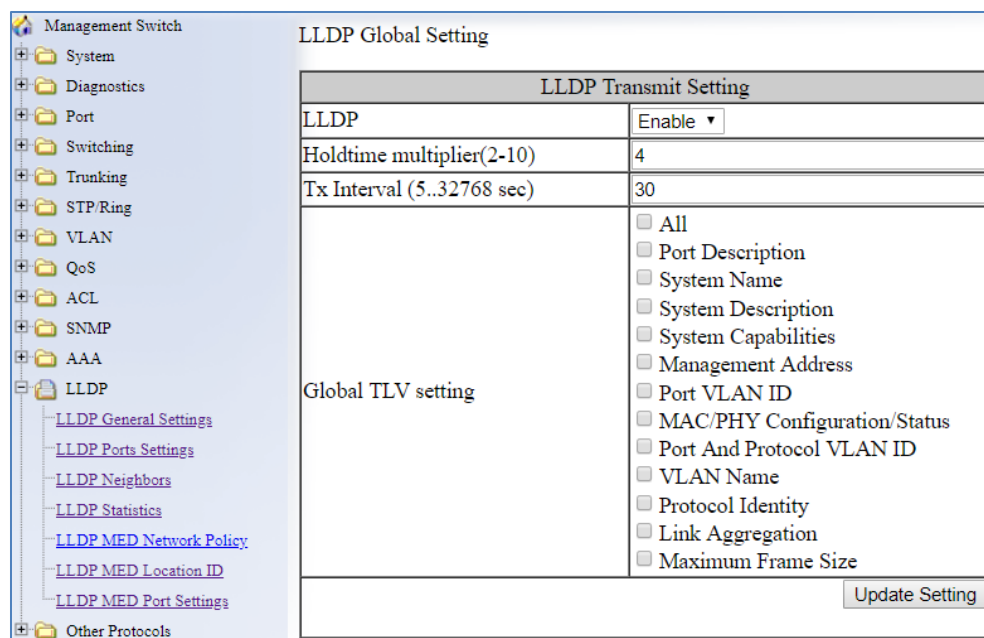 Management Switch
System
Diagnostics
Port
Switching
Trunking
STP/Ring
VLAN
QoS
ACL
SNMP
AAA
LLDP
LLDP General Settings
LLDP Ports Settings
LLDP Neighbors
LLDP Statistics
LLDP MED Network Policy
LLDP MED Location ID
LLDP MED Port Settings
Other Protocols
LLDP Global Setting
LLDP Transmit Setting
LLDP Enable
Holdtime multiplier(2-10) 4
Tx Interval (5..32768 sec) 30
Global TLV setting
All
Port Description
System Name
System Description
System Capabilities
Management Address
Port VLAN ID
MAC/PHY Configuration/Status
Port And Protocol VLAN ID
VLAN Name
Protocol Identity
Link Aggregation
Maximum Frame Size
Update Setting